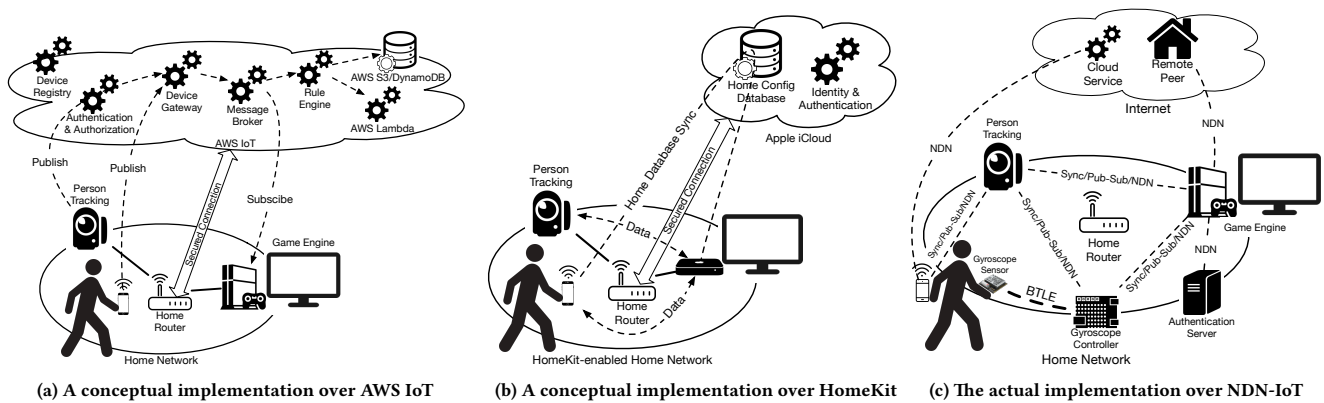 Device
Registry
Authentication
& Authorization
Device
Gateway
Message
Broker
Rule
Engine
AWS S3/DynamoDB
AWS Lambda
AWS IoT
Publish
Publish
Subscibe
Secured Connection
Person
Tracking
Game Engine
Home
Router
Home Network
(a) A conceptual implementation over AWS IoT
Home Config
Database
Identity &
Authentication
Apple iCloud
Home Database Sync
Secured Connection
Person
Tracking
Data
Data
Home
Router
HomeKit-enabled Home Network
(b) A conceptual implementation over HomeKit
Cloud
Service
Remote
Peer
Internet
NDN
NDN
Person
Tracking
Sync/Pub-Sub/NDN
Sync/Pub-Sub/NDN
Sync/Pub-Sub/NDN
Sync/Pub-Sub/NDN
Home
Router
Game Engine
NDN
Gyroscope
Sensor
BTLE
Gyroscope
Controller
Authentication
Server
Home Network
(c) The actual implementation over NDN-IoT